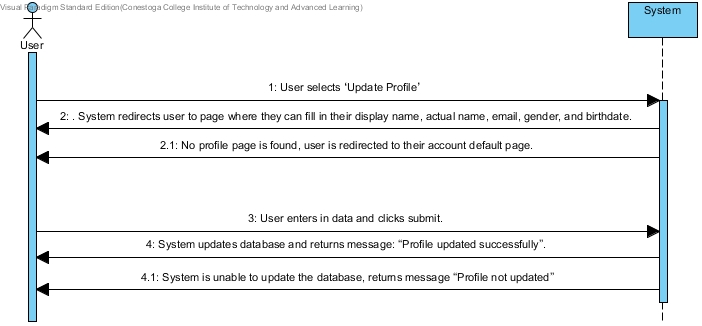 Visual Paradigm Standard Edition(Conestoga College Institute of Technology and Advanced Learning)
System
User
1: User selects ‘Update Profile’
2: . System redirects user to page where they can fill in their display name, actual name, email, gender, and birthdate.
2.1: No profile page is found, user is redirected to their account default page.
3: User enters in data and clicks submit.
4: System updates database and returns message: “Profile updated successfully”.
4.1: System is unable to update the database, returns message “Profile not updated”